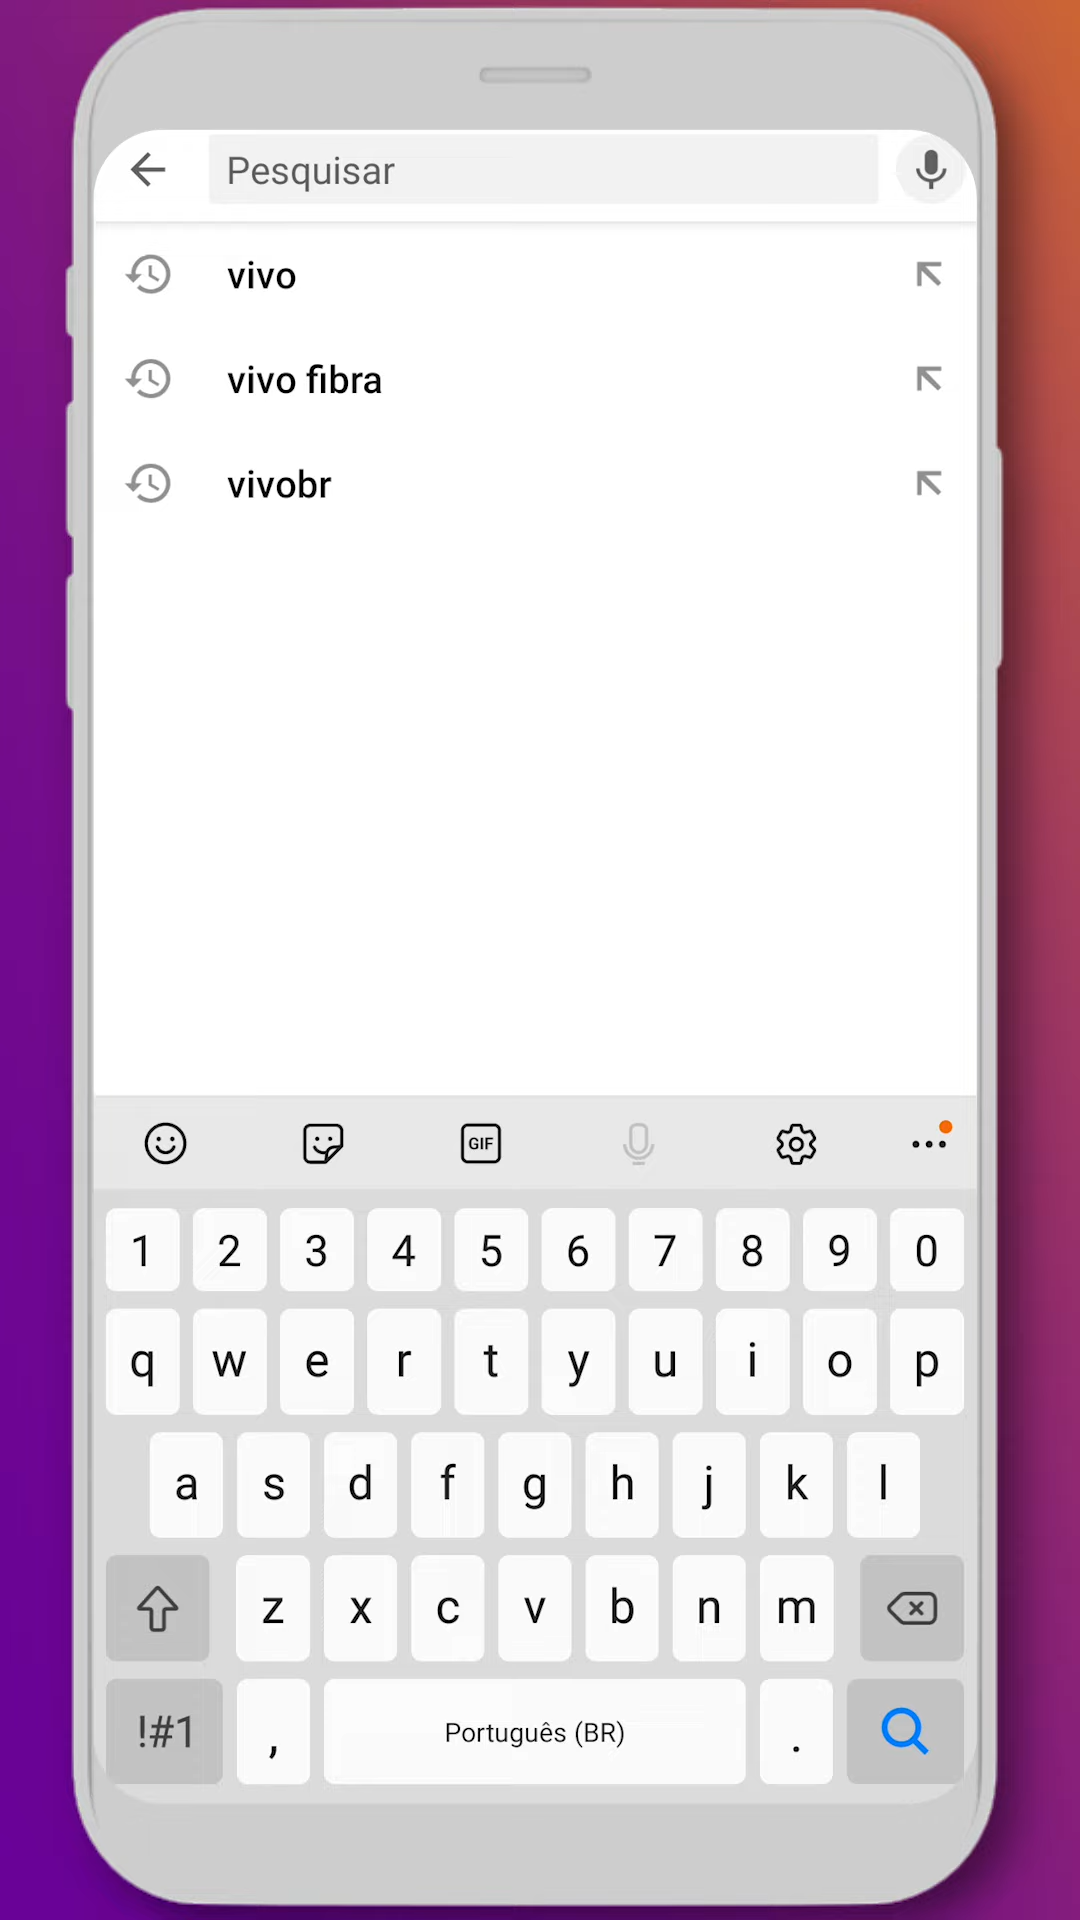 Pesquisar
vivo
vivo fibra
vivobr
GIF
1 2 3 4 5 6 7 8 9 0
q w e r t y u i o p
a s d f g h j k l
z x c v b n m
!#1 , Português (BR) .